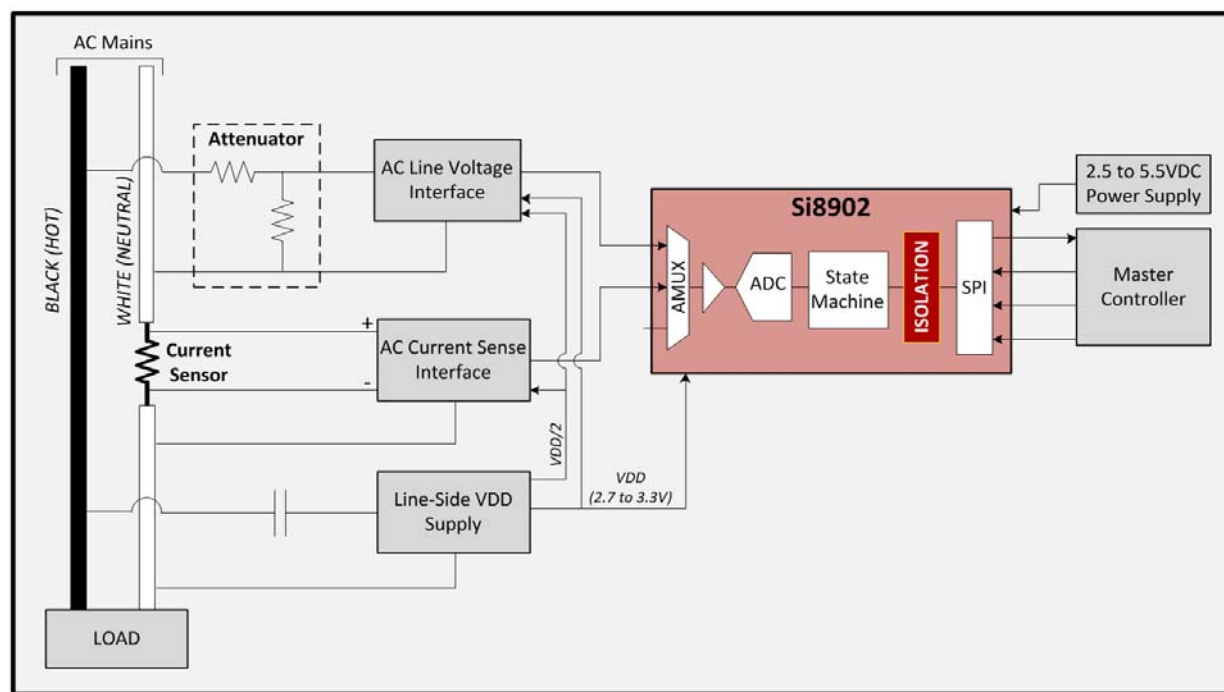 AC Mains
BLACK (HOT)
WHITE (NEUTRAL)
Attenuator
AC Line Voltage
Interface
Current
Sensor
+
-
AC Current Sense
Interface
VDD/2
Line-Side VDD
Supply
VDD
(2.7 to 3.3V)
LOAD
Si8902
AMUX
ADC
State
Machine
ISOLATION
SPI
2.5 to 5.5VDC
Power Supply
Master
Controller